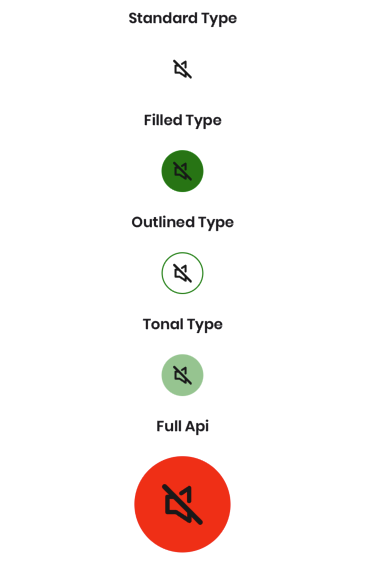 Standard Type
Filled Type
Outlined Type
Tonal Type
Full Api